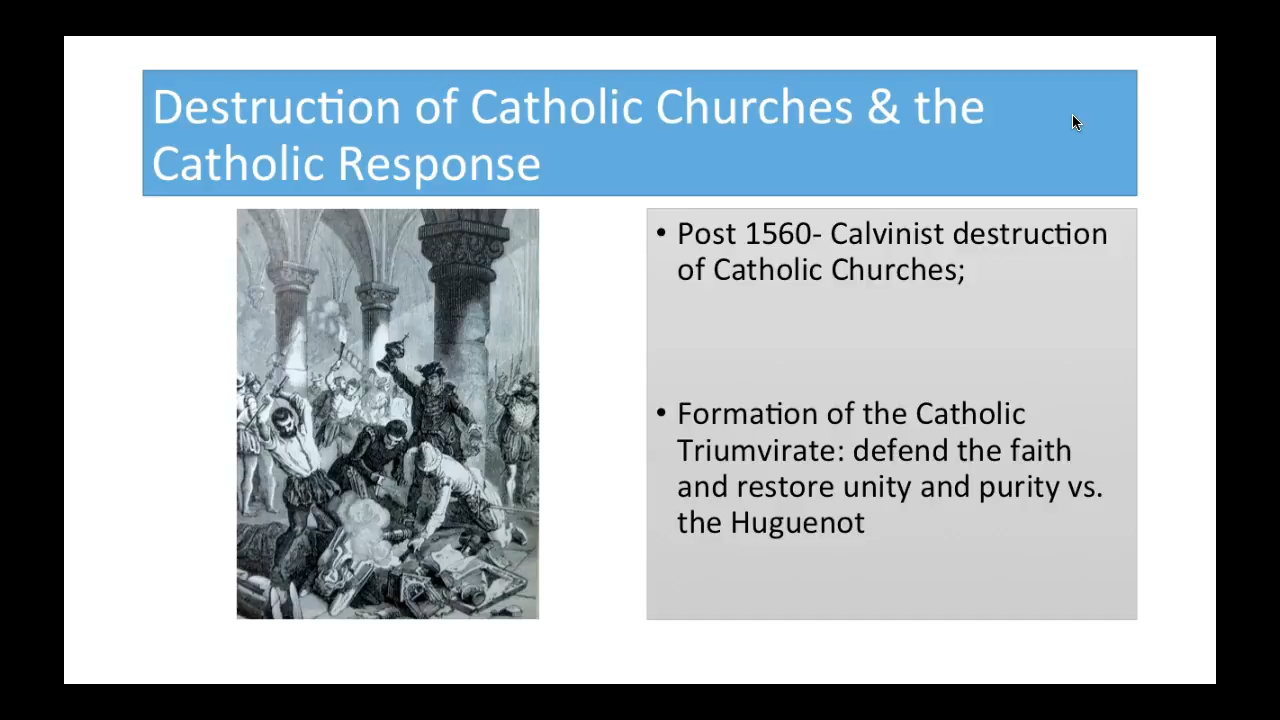 Destruction of Catholic Churches & the
Catholic Response
• Post 1560- Calvinist destruction
of Catholic Churches;
• Formation of the Catholic
Triumvirate: defend the faith
and restore unity and purity vs.
the Huguenot